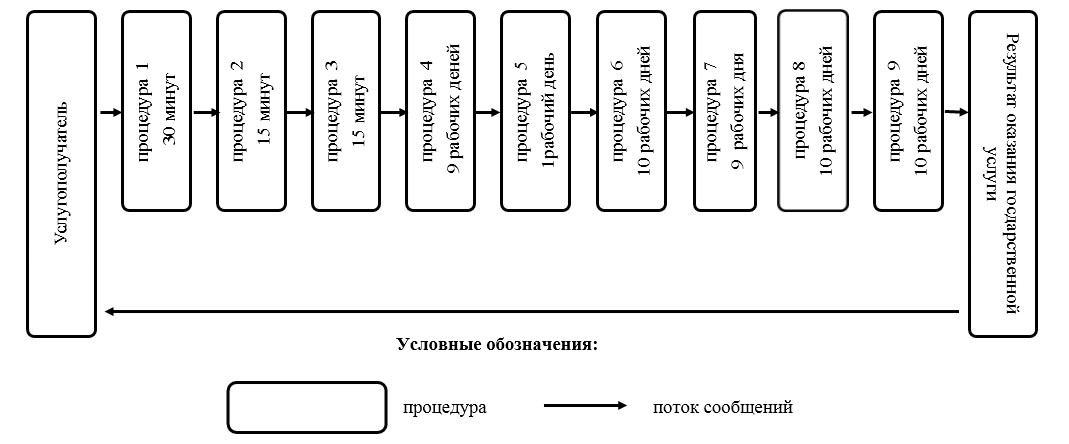 Услугополучатель
процедура 1
30 минут
процедура 2
15 минут
процедура 3
15 минут
процедура 4
9 рабочих деней
процедура 5
1рабочий день
процедура 6
10 рабочих дней
процедура 7
9 рабочих дня
процедура 8
10 рабочих дней
процедура 9
10 рабочих дней
Результат оказания государственной
услуги
Условные обозначения:
процедура
поток сообщений